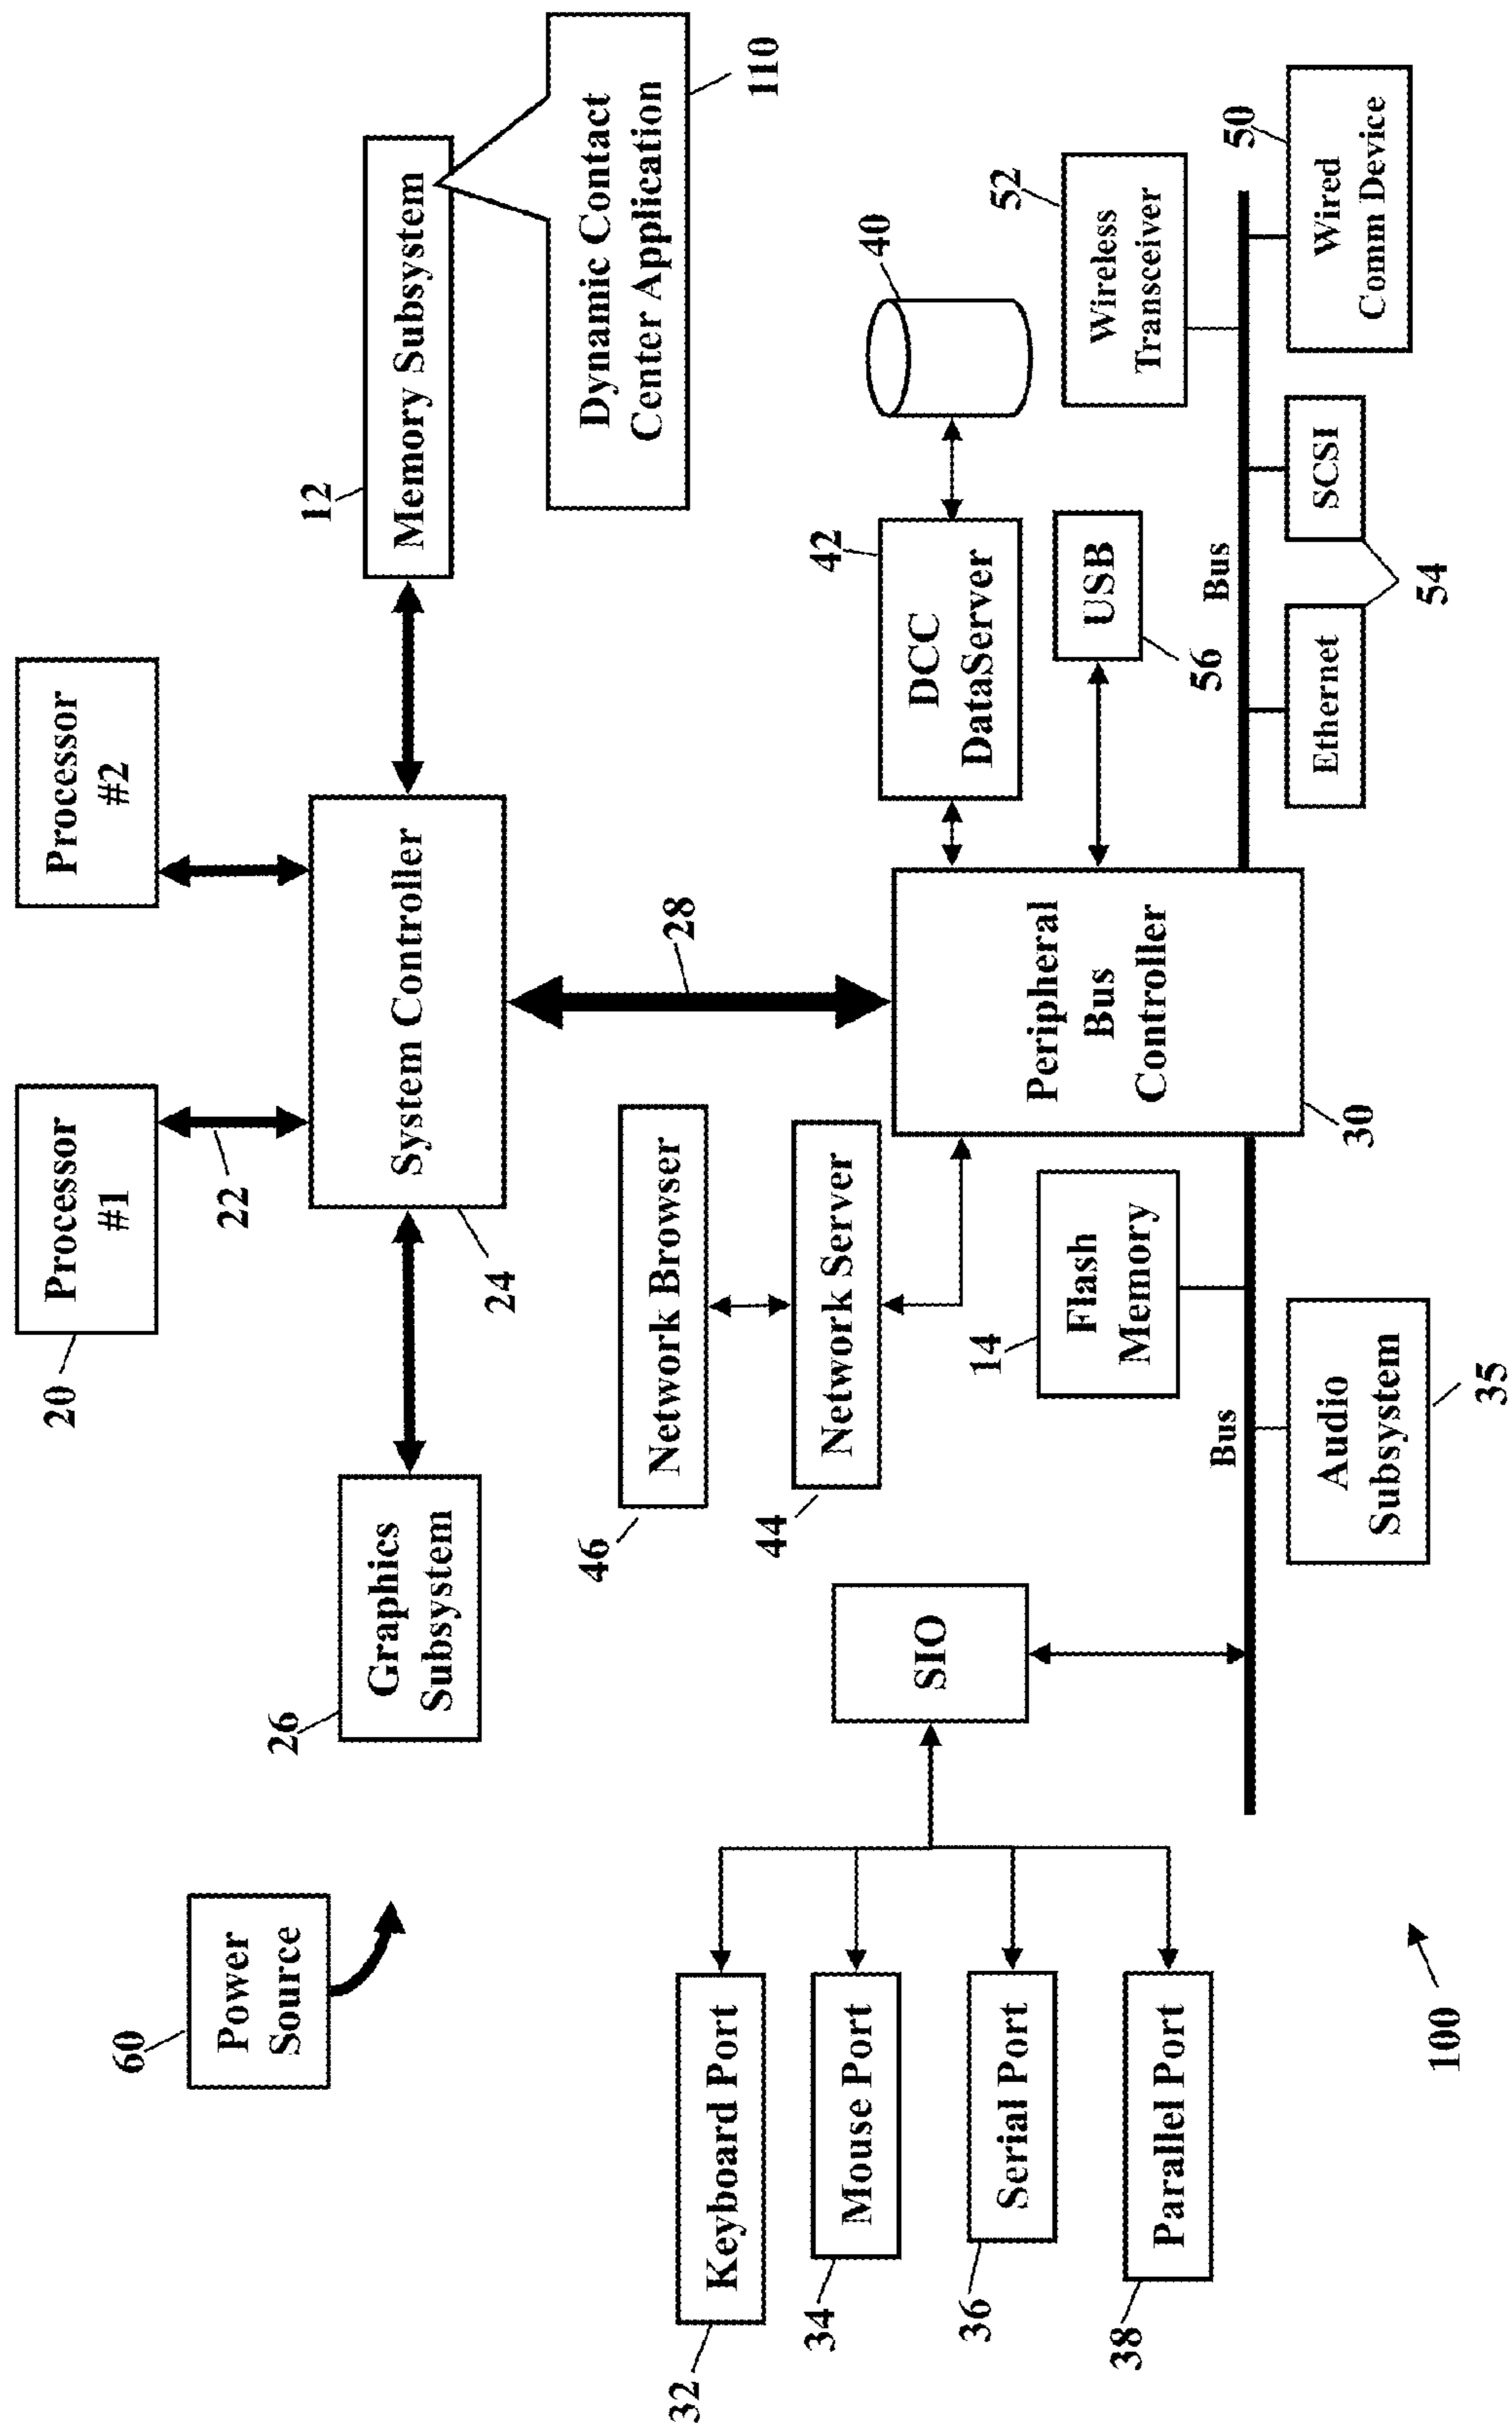 60
Power
Source
20
Processor
#1
22
Processor
#2
26
Graphics
Subsystem
24
System Controller
12
Memory Subsystem
Dynamic Contact
Center Application
110
28
46
Network Browser
44
Network Server
32
Keyboard Port
34
Mouse Port
36
Serial Port
38
Parallel Port
SIO
14
Flash
Memory
Peripheral
Bus
Controller
30
42
DCC
DataServer
40
USB
56
52
Wireless
Transceiver
Bus
Bus
50
Audio
Subsystem
35
Ethernet
SCSI
54
Wired
Comm Device
100